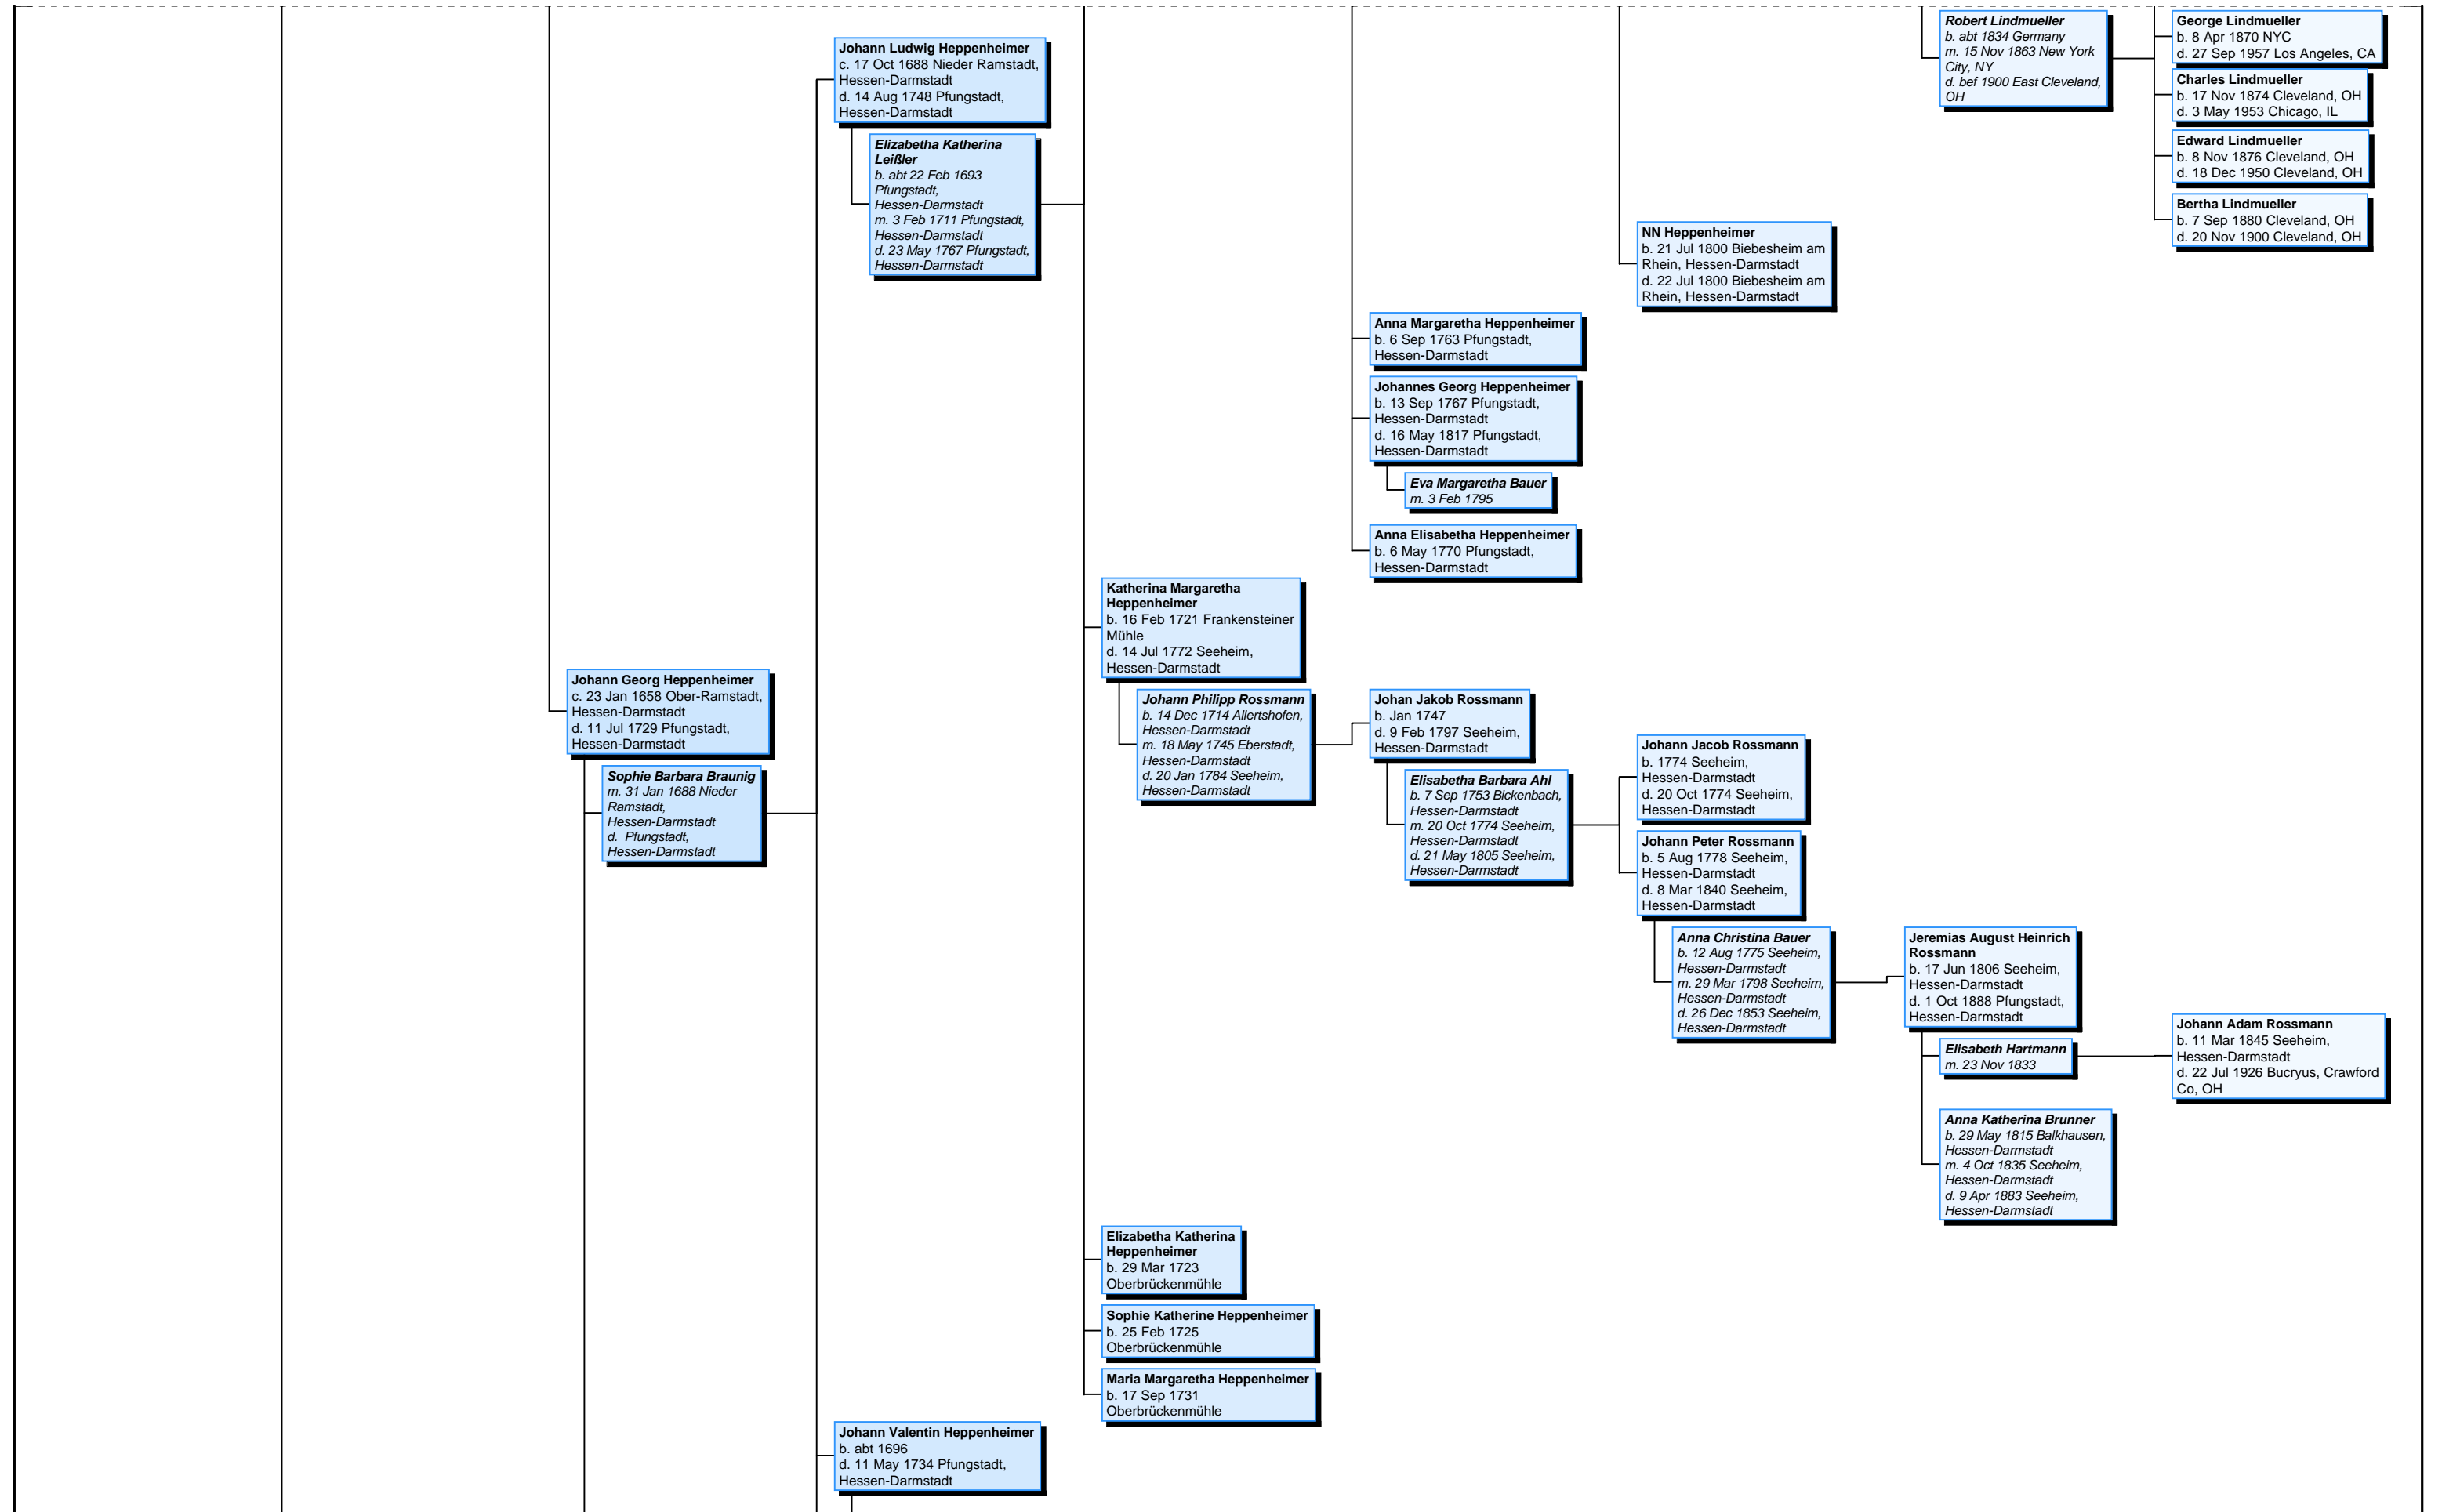 Johann Ludwig Heppenheimer
c. 17 Oct 1688 Nieder Ramstadt,
Hessen-Darmstadt
d. 14 Aug 1748 Pfungstadt,
Hessen-Darmstadt
Elizabetha Katherina
Leißler
b. abt 22 Feb 1693
Pfungstadt,
Hessen-Darmstadt
m. 3 Feb 1711 Pfungstadt,
Hessen-Darmstadt
d. 23 May 1767 Pfungstadt,
Hessen-Darmstadt
Robert Lindmueller
b. abt 1834 Germany
m. 15 Nov 1863 New York
City, NY
d. bef 1900 East Cleveland,
OH
George Lindmueller
b. 8 Apr 1870 NYC
d. 27 Sep 1957 Los Angeles, CA
Charles Lindmueller
b. 17 Nov 1874 Cleveland, OH
d. 3 May 1953 Chicago, IL
Edward Lindmueller
b. 8 Nov 1876 Cleveland, OH
d. 18 Dec 1950 Cleveland, OH
Bertha Lindmueller
b. 7 Sep 1880 Cleveland, OH
d. 20 Nov 1900 Cleveland, OH
NN Heppenheimer
b. 21 Jul 1800 Biebesheim am
Rhein, Hessen-Darmstadt
d. 22 Jul 1800 Biebesheim am
Rhein, Hessen-Darmstadt
Anna Margaretha Heppenheimer
b. 6 Sep 1763 Pfungstadt,
Hessen-Darmstadt
Johannes Georg Heppenheimer
b. 13 Sep 1767 Pfungstadt,
Hessen-Darmstadt
d. 16 May 1817 Pfungstadt,
Hessen-Darmstadt
Eva Margaretha Bauer
m. 3 Feb 1795
Anna Elisabetha Heppenheimer
b. 6 May 1770 Pfungstadt,
Hessen-Darmstadt
Katherina Margaretha
Heppenheimer
b. 16 Feb 1721 Frankensteiner
Mühle
d. 14 Jul 1772 Seeheim,
Hessen-Darmstadt
Johann Georg Heppenheimer
c. 23 Jan 1658 Ober-Ramstadt,
Hessen-Darmstadt
d. 11 Jul 1729 Pfungstadt,
Hessen-Darmstadt
Sophie Barbara Braunig
m. 31 Jan 1688 Nieder
Ramstadt,
Hessen-Darmstadt
d.  Pfungstadt,
Hessen-Darmstadt
Johann Philipp Rossmann
b. 14 Dec 1714 Allertshofen,
Hessen-Darmstadt
m. 18 May 1745 Eberstadt,
Hessen-Darmstadt
d. 20 Jan 1784 Seeheim,
Hessen-Darmstadt
Johan Jakob Rossmann
b. Jan 1747
d. 9 Feb 1797 Seeheim,
Hessen-Darmstadt
Elisabetha Barbara Ahl
b. 7 Sep 1753 Bickenbach,
Hessen-Darmstadt
m. 20 Oct 1774 Seeheim,
Hessen-Darmstadt
d. 21 May 1805 Seeheim,
Hessen-Darmstadt
Johann Jacob Rossmann
b. 1774 Seeheim,
Hessen-Darmstadt
d. 20 Oct 1774 Seeheim,
Hessen-Darmstadt
Johann Peter Rossmann
b. 5 Aug 1778 Seeheim,
Hessen-Darmstadt
d. 8 Mar 1840 Seeheim,
Hessen-Darmstadt
Anna Christina Bauer
b. 12 Aug 1775 Seeheim,
Hessen-Darmstadt
m. 29 Mar 1798 Seeheim,
Hessen-Darmstadt
d. 26 Dec 1853 Seeheim,
Hessen-Darmstadt
Jeremias August Heinrich
Rossmann
b. 17 Jun 1806 Seeheim,
Hessen-Darmstadt
d. 1 Oct 1888 Pfungstadt,
Hessen-Darmstadt
Elisabeth Hartmann
m. 23 Nov 1833
Johann Adam Rossmann
b. 11 Mar 1845 Seeheim,
Hessen-Darmstadt
d. 22 Jul 1926 Bucryus, Crawford
Co, OH
Anna Katherina Brunner
b. 29 May 1815 Balkhausen,
Hessen-Darmstadt
m. 4 Oct 1835 Seeheim,
Hessen-Darmstadt
d. 9 Apr 1883 Seeheim,
Hessen-Darmstadt
Elizabetha Katherina
Heppenheimer
b. 29 Mar 1723
Oberbrückenmühle
Sophie Katherine Heppenheimer
b. 25 Feb 1725
Oberbrückenmühle
Maria Margaretha Heppenheimer
b. 17 Sep 1731
Oberbrückenmühle
Johann Valentin Heppenheimer
b. abt 1696
d. 11 May 1734 Pfungstadt,
Hessen-Darmstadt